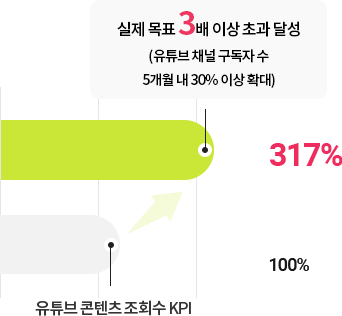 실제 목표 3배 이상 초과 달성
(유튜브 채널 구독자 수
5개월 내 30% 이상 확대)
317%
100%
유튜브 콘텐츠 조회수 KPI